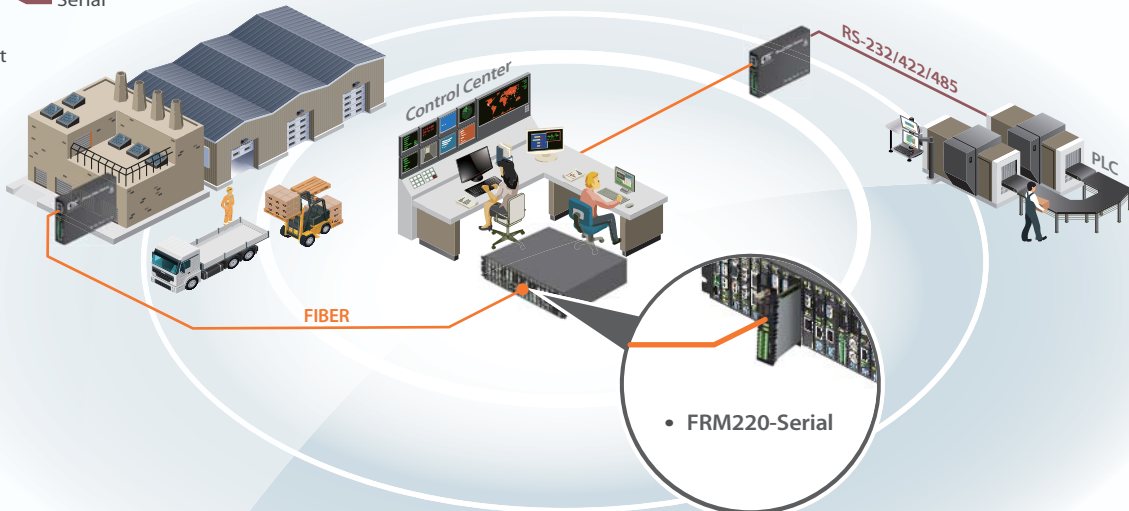 Serial
t
Control Center
RS-232/422/485
PLC
FIBER
• FRM220-Serial